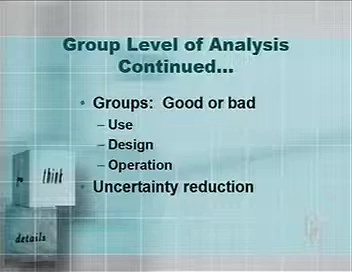 Group Level of Analysis
Continued...
• Groups: Good or bad
– Use
– Design
– Operation
• Uncertainty reduction
think
details